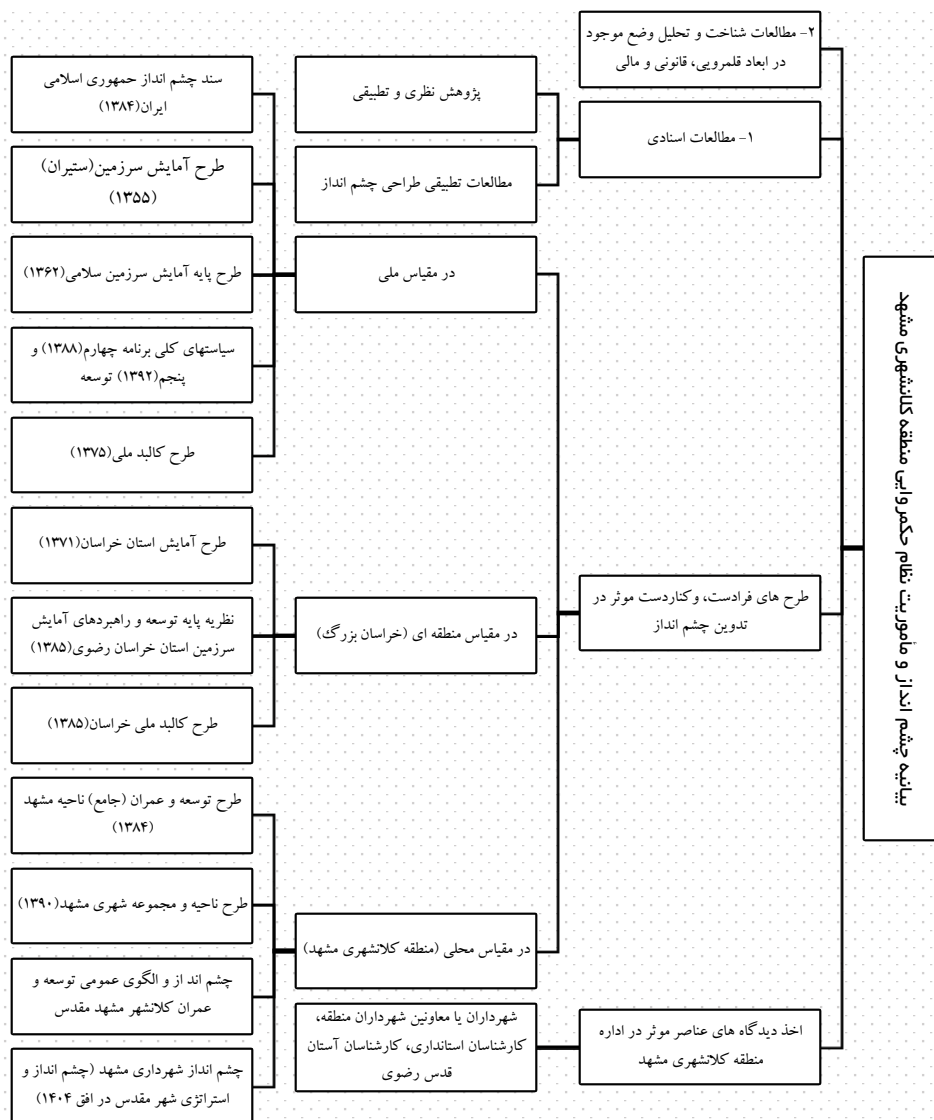 بیانیه چشم انداز و مأموریت نظام حکمروایی منطقه کلانشهری مشهد
۲- مطالعات شناخت و تحلیل وضع موجود
در ابعاد قلمرویی، قانونی و مالی
۱- مطالعات اسنادی
پژوهش نظری و تطبیقی
مطالعات تطبیقی طراحی چشم انداز
طرح های فرادست، وکناردست موثر در
تدوین چشم انداز
در مقیاس ملی
سند چشم انداز حمهوری اسلامی
ایران(۱۳۸۴)
طرح آمایش سرزمین(ستیران)
(۱۳۵۵)
طرح پایه آمایش سرزمین سلامی(۱۳۶۲)
سیاستهای کلی برنامه چهارم(۱۳۸۸) و
پنجم(۱۳۹۲) توسعه
طرح کالبد ملی(۱۳۷۵)
در مقیاس منطقه ای (خراسان بزرگ)
طرح آمایش استان خراسان(۱۳۷۱)
نظریه پایه توسعه و راهبردهای آمایش
سرزمین استان خراسان رضوی(۱۳۸۵)
طرح کالبد ملی خراسان(۱۳۸۵)
در مقیاس محلی (منطقه کلانشهری مشهد)
طرح توسعه و عمران (جامع) ناحیه مشهد
(۱۳۸۴)
طرح ناحیه و مجموعه شهری مشهد(۱۳۹۰)
چشم اند از و الگوی عمومی توسعه و
عمران کلانشهر مشهد مقدس
چشم انداز شهرداری مشهد (چشم انداز و
استراتژی شهر مقدس در افق ۱۴۰۴)
اخذ دیدگاه های عناصر موثر در اداره
منطقه کلانشهری مشهد
شهرداران یا معاونین شهرداران منطقه،
کارشناسان استانداری، کارشناسان آستان
قدس رضوی